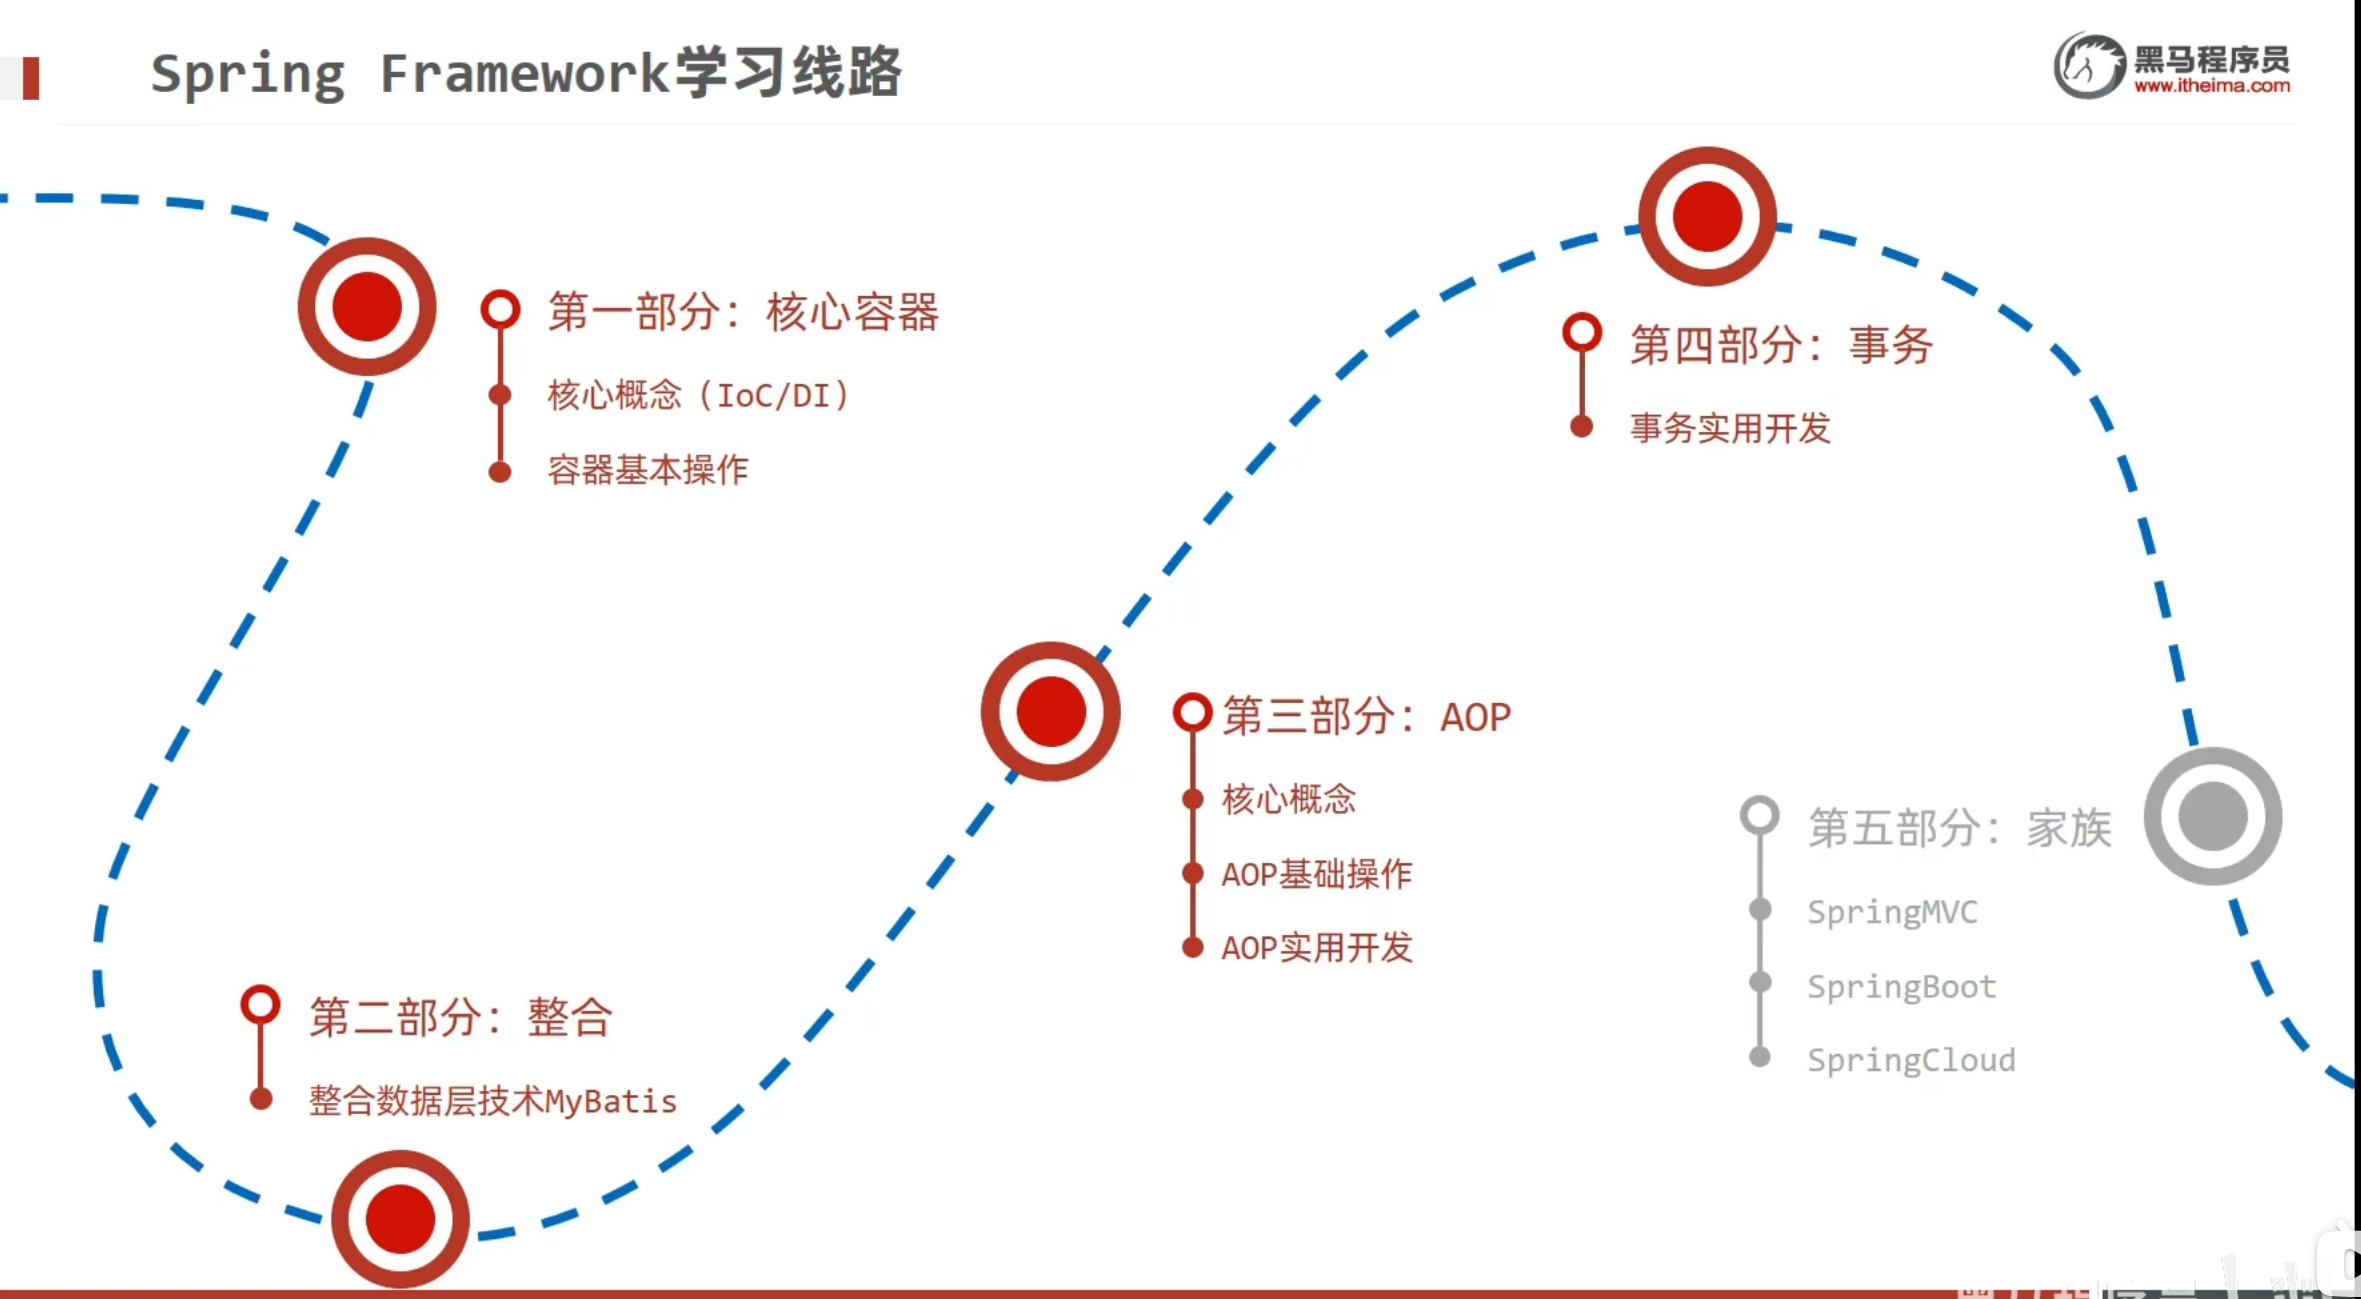 Spring Framework学习线路
黑马程序员
www.itheima.com
第一部分：核心容器
核心概念（IoC/DI）
容器基本操作
第二部分：整合
整合数据层技术MyBatis
第三部分：AOP
核心概念
AOP基础操作
AOP实用开发
第四部分：事务
事务实用开发
第五部分：家族
SpringMVC
SpringBoot
SpringCloud